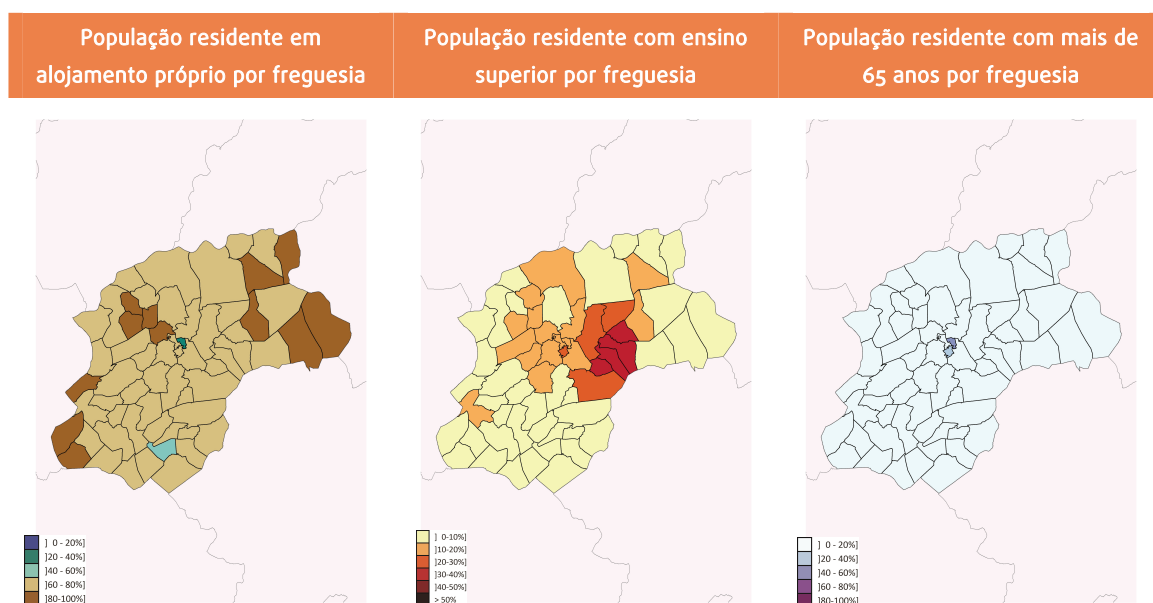 População residente em
alojamento próprio por freguesia
População residente com ensino
superior por freguesia
População residente com mais de
65 anos por freguesia
] 0 - 20%]
]20 - 40%]
]40 - 60%]
]60 - 80%]
]80-100%]
] 0-10%]
]10-20%]
]20-30%]
]30-40%]
]40-50%]
> 50%
] 0 - 20%]
]20 - 40%]
]40 - 60%]
]60 - 80%]
]80-100%]